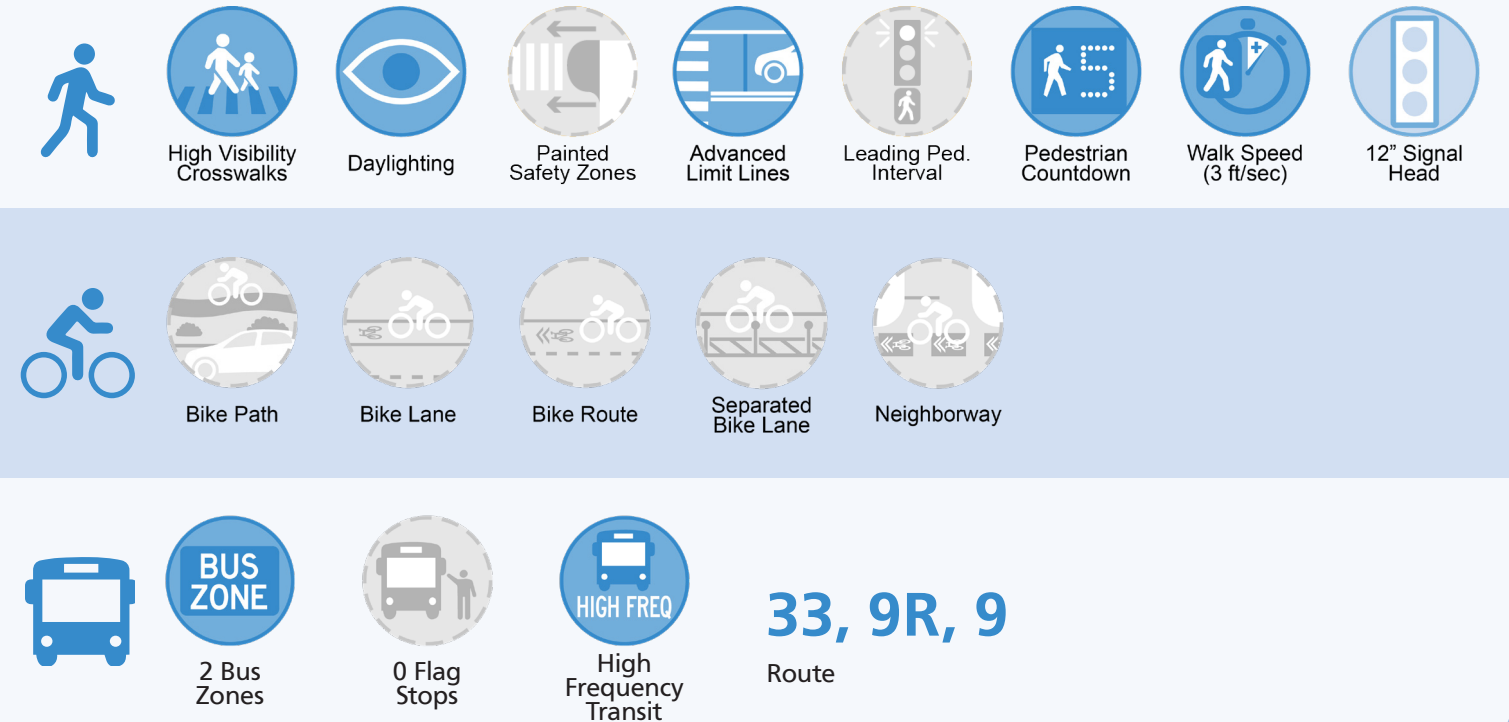 High Visibility
Crosswalks
Daylighting
Painted
Safety Zones
Advanced
Limit Lines
Leading Ped.
Interval
5
Pedestrian
Countdown
Walk Speed
(3 ft/sec)
12” Signal
Head
Bike Path
Bike Lane
Bike Route
Separated
Bike Lane
Neighborway
BUS
ZONE
2 Bus
Zones
0 Flag
Stops
HIGH FREQ
High
Frequency
Transit
33, 9R, 9
Route